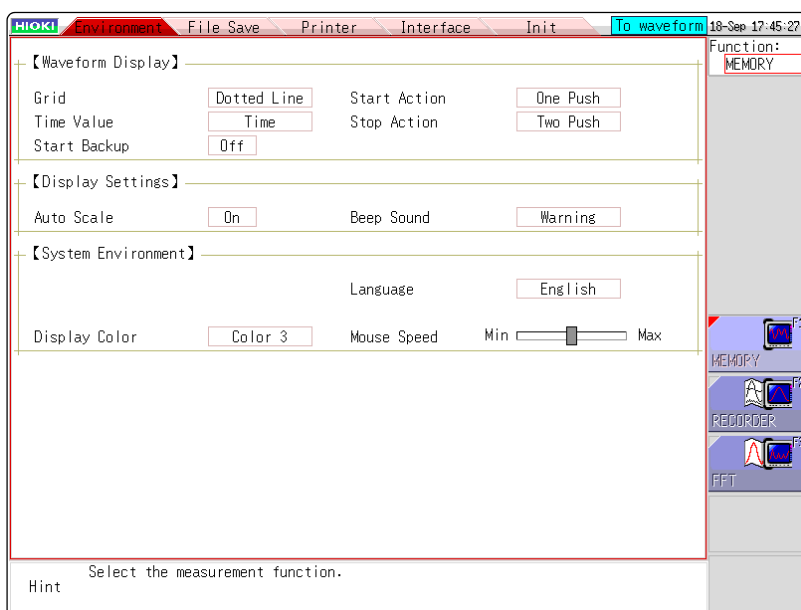 HIOKI Environment File Save Printer Interface Init To waveform 18-Sep 17:45:27
Function:
MEMORY
【Waveform Display】
Grid Dotted Line Start Action One Push
Time Value Time Stop Action Two Push
Start Backup Off
【Display Settings】
Auto Scale On Beep Sound Warning
【System Environment】
Language English
Display Color Color 3 Mouse Speed Min Max
MEMORY
RECORDER
FFT
Select the measurement function.
Hint